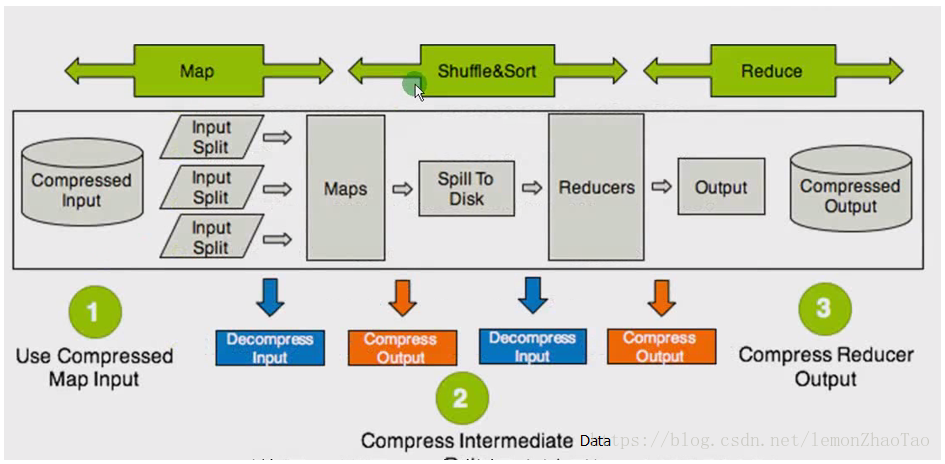 Map
Shuffle&Sort
Reduce
Compressed
Input
Input
Split
Input
Split
Input
Split
Maps
Spill To
Disk
Reducers
Output
Compressed
Output
1
Use Compressed
Map Input
Decompress
Input
Compress
Output
Decompress
Input
Compress
Output
3
Compress Reducer
Output
2
Compress Intermediate Data
https://blog.csdn.net/lemonZhaoTao